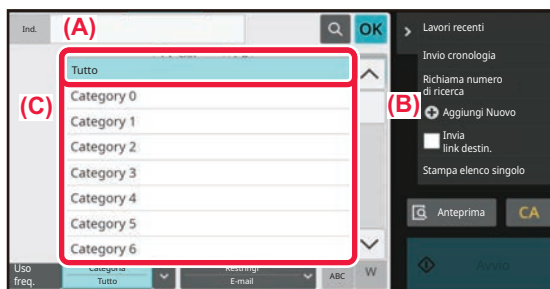 Ind.
(A)
OK
Lavori recenti
Invio cronologia
Richiama numero
di ricerca
(B)
Aggiungi Nuovo
Invia
link destin.
Stampa elenco singolo
Anteprima
CA
Avvio
(C)
Tutto
Category 0
Category 1
Category 2
Category 3
Category 4
Category 5
Category 6
Uso
freq.
Categoria
Tutto
Restringi
E-mail
ABC
W